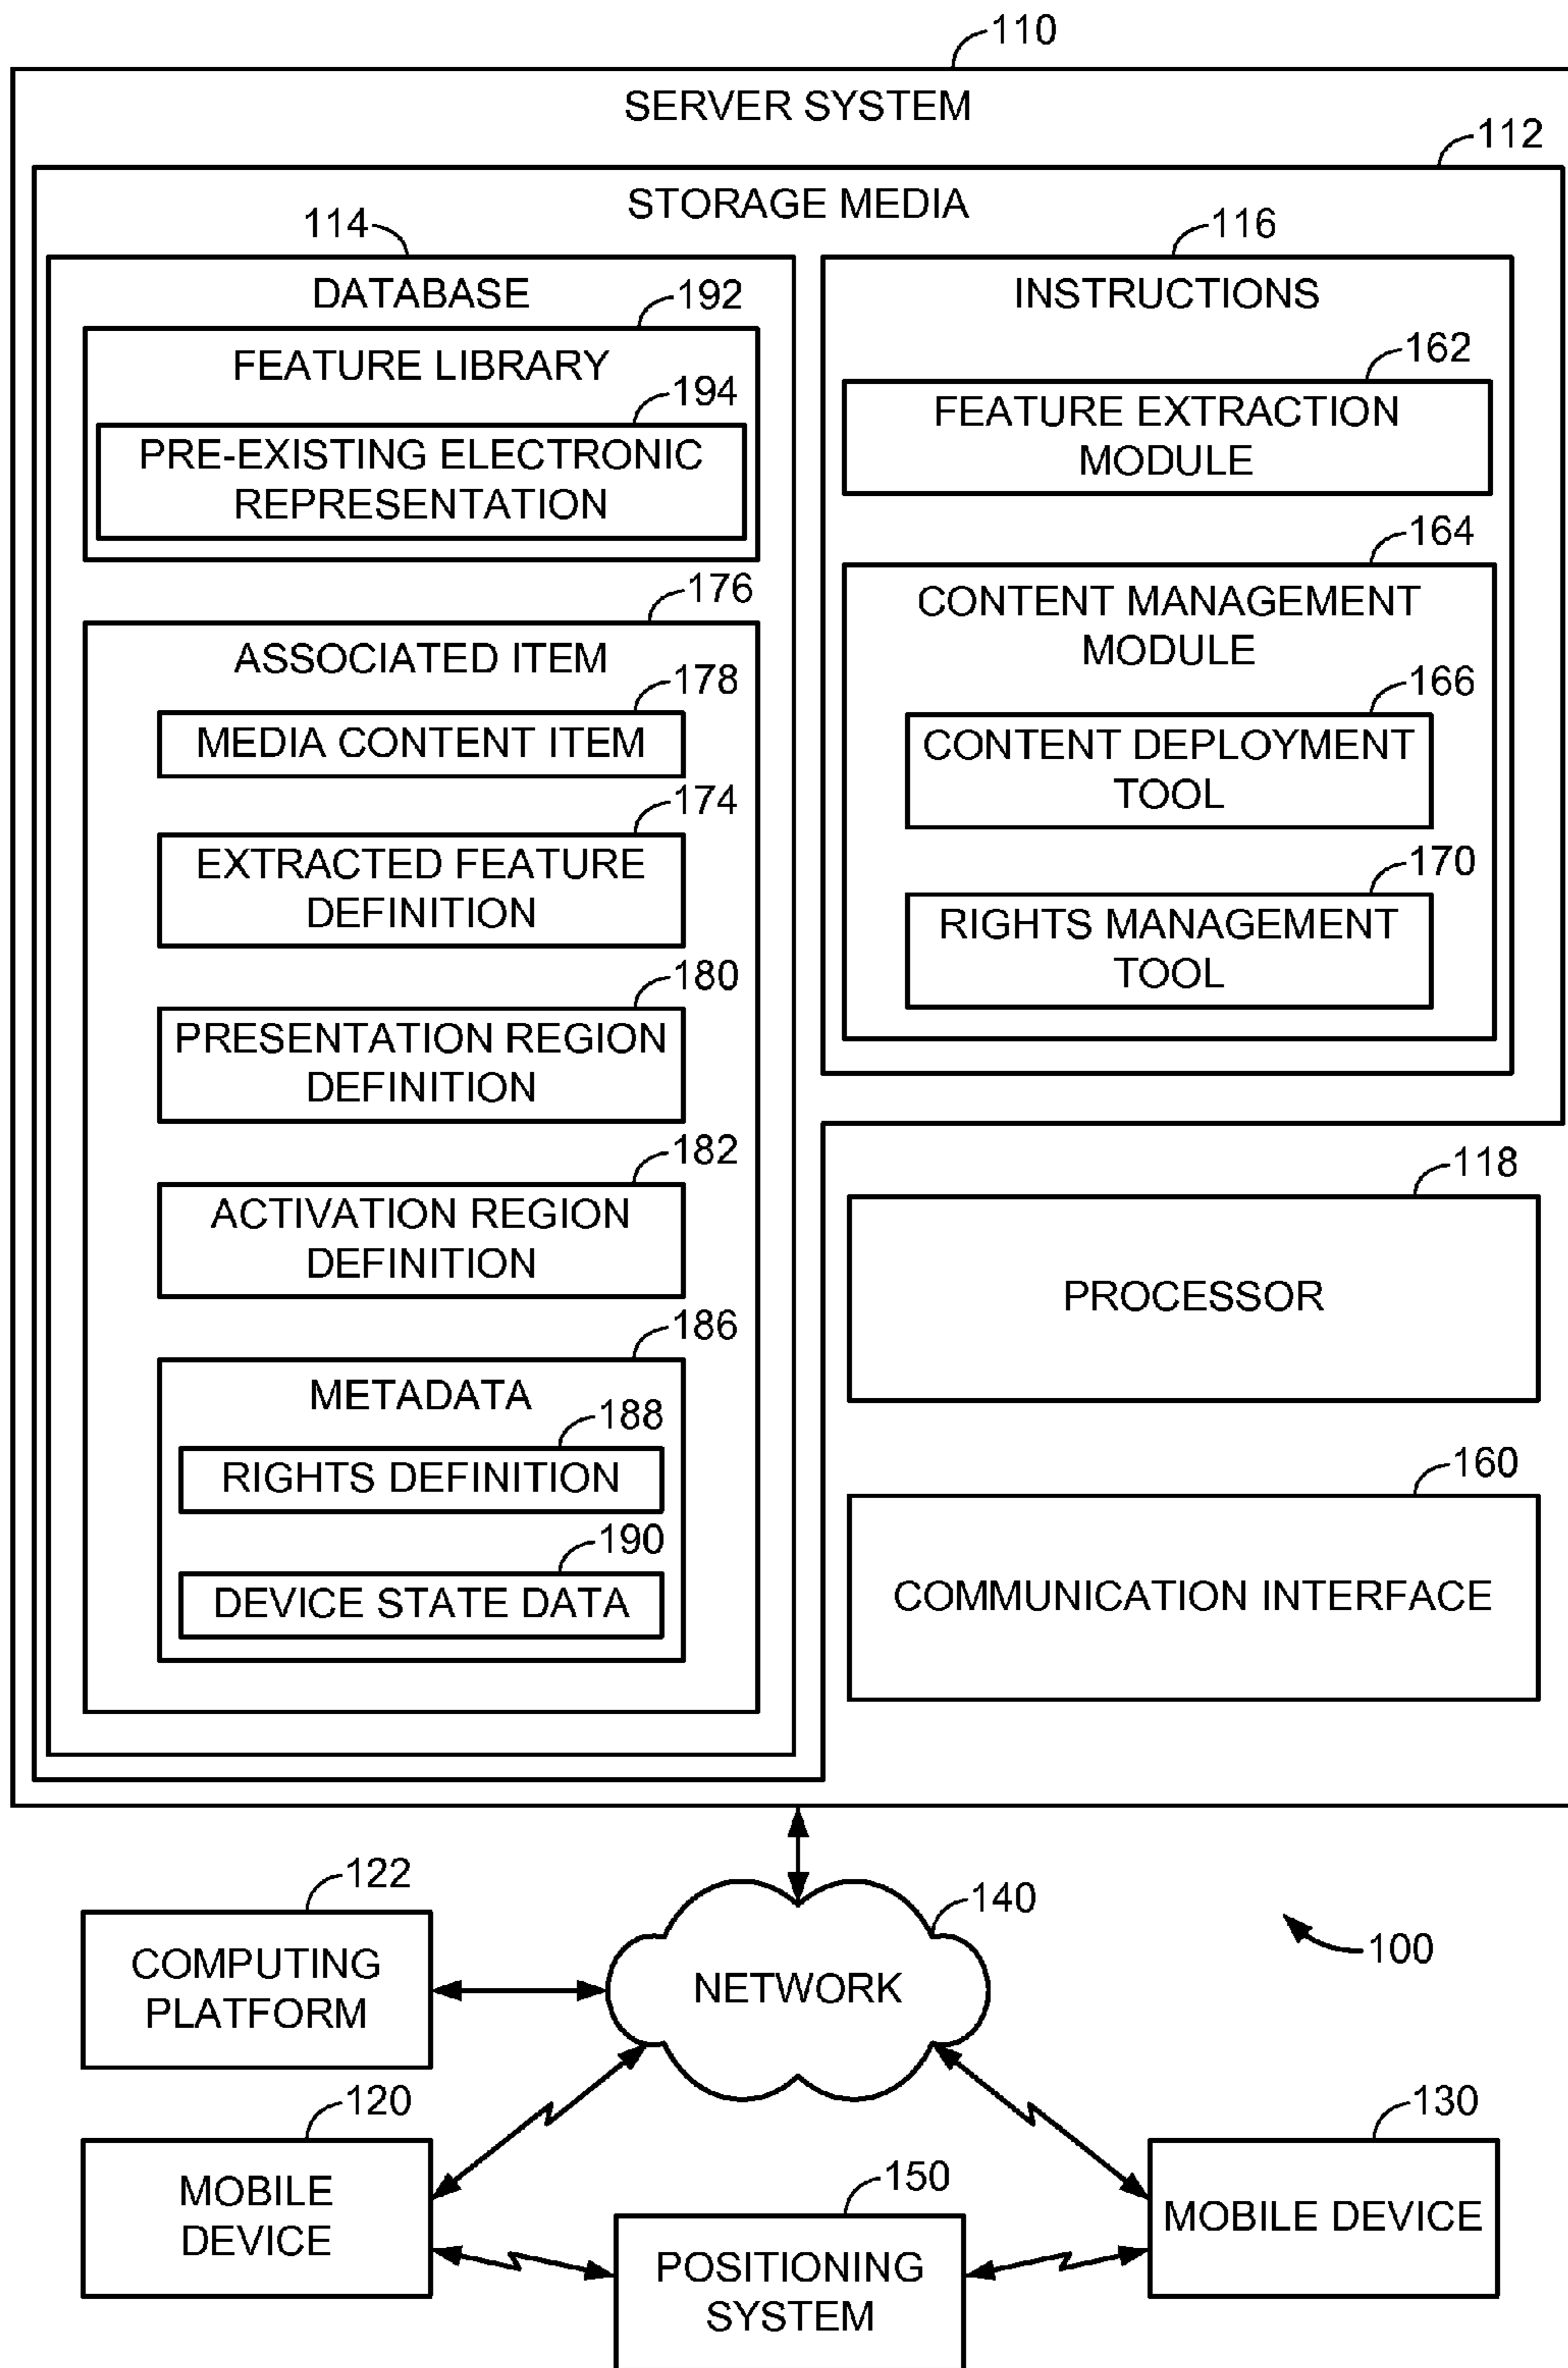 110
SERVER SYSTEM
112
STORAGE MEDIA
114
DATABASE
192
FEATURE LIBRARY
194
PRE-EXISTING ELECTRONIC
REPRESENTATION
176
ASSOCIATED ITEM
178
MEDIA CONTENT ITEM
174
EXTRACTED FEATURE
DEFINITION
180
PRESENTATION REGION
DEFINITION
182
ACTIVATION REGION
DEFINITION
186
METADATA
188
RIGHTS DEFINITION
190
DEVICE STATE DATA
116
INSTRUCTIONS
162
FEATURE EXTRACTION
MODULE
164
CONTENT MANAGEMENT
MODULE
166
CONTENT DEPLOYMENT
TOOL
170
RIGHTS MANAGEMENT
TOOL
118
PROCESSOR
160
COMMUNICATION INTERFACE
122
COMPUTING
PLATFORM
140
NETWORK
100
120
MOBILE
DEVICE
150
POSITIONING
SYSTEM
130
MOBILE DEVICE